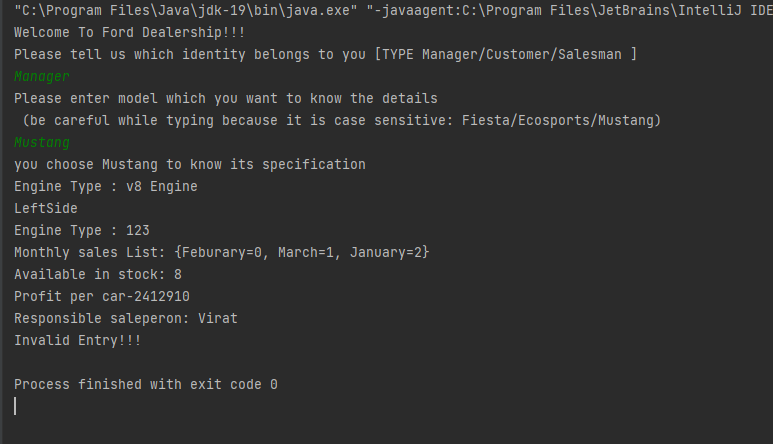 "C:\Program Files\Java\jdk-19\bin\java.exe" "-javaagent:C:\Program Files\JetBrains\IntelliJ IDE
Welcome To Ford Dealership!!!
Please tell us which identity belongs to you [TYPE Manager/Customer/Salesman ]
Manager
Please enter model which you want to know the details
 (be careful while typing because it is case sensitive: Fiesta/Ecosports/Mustang)
Mustang
you choose Mustang to know its specification
Engine Type : v8 Engine
LeftSide
Engine Type : 123
Monthly sales List: {Feburary=0, March=1, January=2}
Available in stock: 8
Profit per car-2412910
Responsible saleperon: Virat
Invalid Entry!!!
Process finished with exit code 0